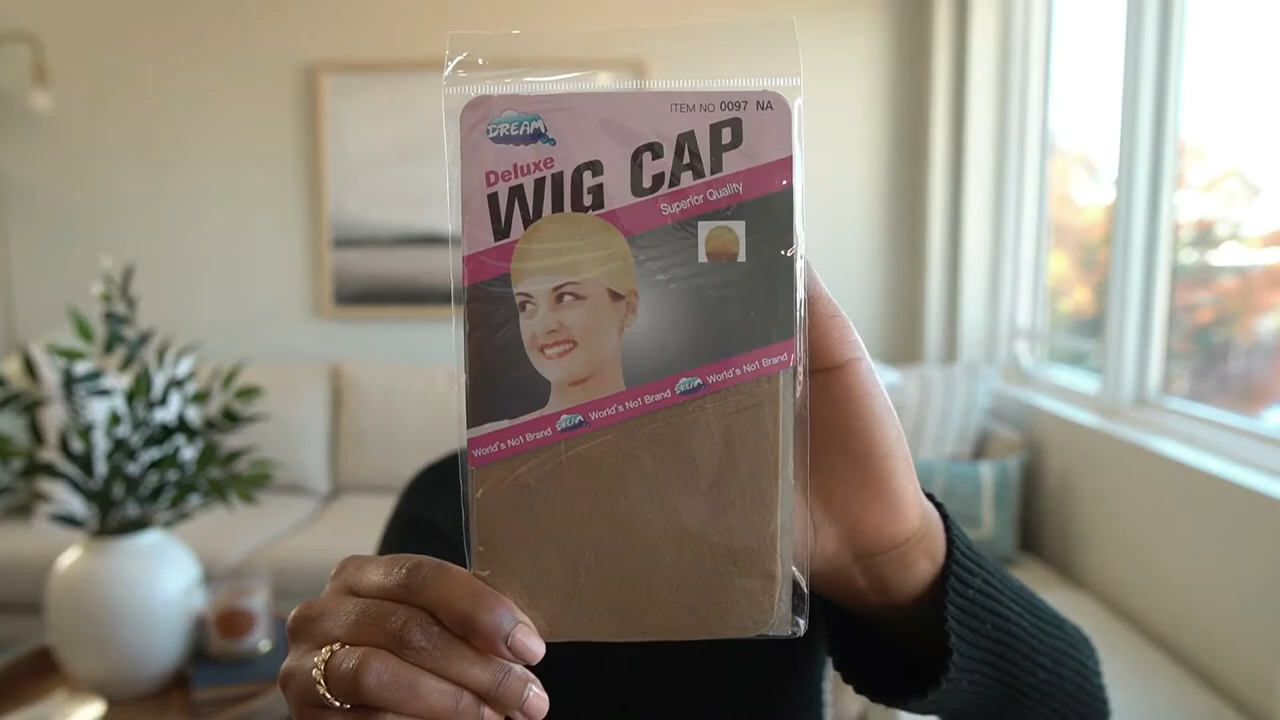 DREAM
ITEM NO 0097 NA
Deluxe
WIG CAP
Superior Quality
World's No1 Brand DREAM World's No1 Brand DREAM World's No1 Brand